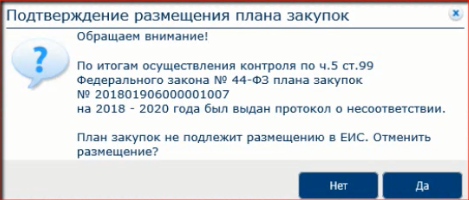 Подтверждение размещения плана закупок
Обращаем внимание!
По итогам осуществления контроля по ч.5 ст.99
Федерального закона № 44-ФЗ плана закупок
№ 201801906000001007
на 2018 - 2020 года был выдан протокол о несоответствии.
План закупок не подлежит размещению в ЕИС. Отменить
размещение?
Нет Да